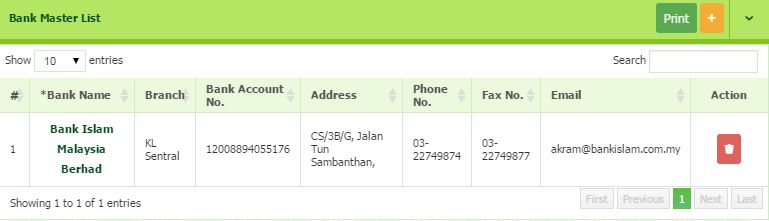 Bank Master List Print +
Show 10 entries Search
# *Bank Name Branch Bank Account No. Address Phone No. Fax No. Email Action
1 Bank Islam Malaysia Berhad KL Sentral 12008894055176 CS/3B/G, Jalan Tun Sambanthan, 03-22749874 03-22749877 akram@bankislam.com.my
Showing 1 to 1 of 1 entries First Previous 1 Next Last